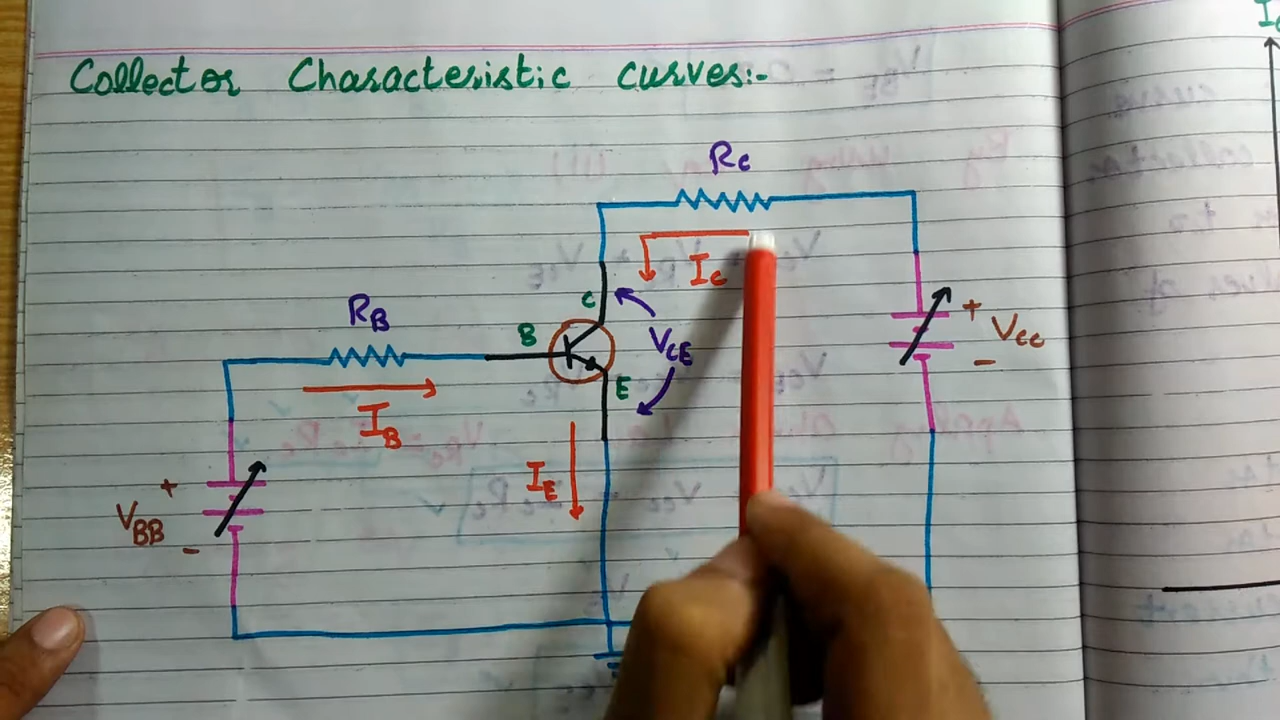 Collector Characteristic curves:-
Rc
Ic
C
RB
B
VCE
+
Vcc
-
E
IB
IE
+
VBB
-